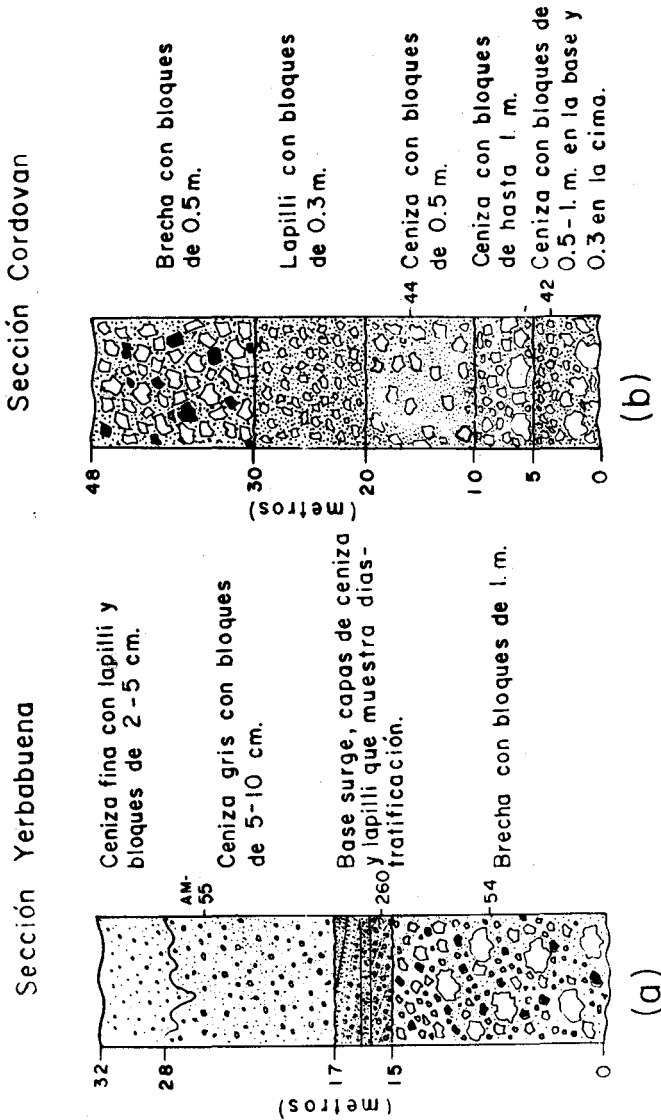 Sección Yerbabuena
32
28
17
15
0
(metros)
Ceniza fina con lapilli y
bloques de 2-5 cm.
AM-
55
Ceniza gris con bloques
de 5-10 cm.
Base surge, capas de ceniza
y lapilli que muestra dias-
tratificación.
260
54 Brecha con bloques de 1. m.
(a)
Sección Cordovan
48
30
20
10
5
0
(metros)
Brecha con bloques
de 0.5 m.
Lapilli con bloques
de 0.3 m.
44 Ceniza con bloques
de 0.5 m.
Ceniza con bloques
de hasta 1. m.
Ceniza con bloques de
42 0.5-1. m. en la base y
0.3 en la cima.
(b)